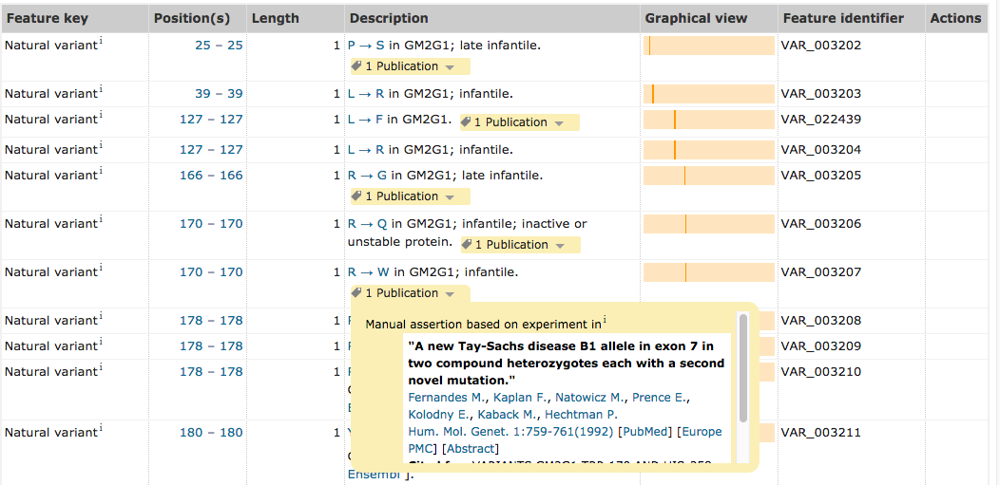 Feature key Position(s) Length Description Graphical view Feature identifier Actions
Natural variant i 25 – 25 1 P → S in GM2G1; late infantile. VAR_003202
1 Publication
Natural variant i 39 – 39 1 L → R in GM2G1; infantile. VAR_003203
Natural variant i 127 – 127 1 L → F in GM2G1. 1 Publication VAR_022439
Natural variant i 127 – 127 1 L → R in GM2G1; infantile. VAR_003204
Natural variant i 166 – 166 1 R → G in GM2G1; late infantile. VAR_003205
1 Publication
Natural variant i 170 – 170 1 R → Q in GM2G1; infantile; inactive or VAR_003206
unstable protein. 1 Publication
Natural variant i 170 – 170 1 R → W in GM2G1; infantile. VAR_003207
1 Publication
Natural variant i 178 – 178 1 VAR_003208
Natural variant i 178 – 178 1 VAR_003209
Natural variant i 178 – 178 1 VAR_003210
Natural variant i 180 – 180 1 VAR_003211
Manual assertion based on experiment in i
"A new Tay-Sachs disease B1 allele in exon 7 in
two compound heterozygotes each with a second
novel mutation."
Fernandes M., Kaplan F., Natowicz M., Prence E.,
Kolodny E., Kaback M., Hechtman P.
Hum. Mol. Genet. 1:759-761(1992) [PubMed] [Europe
PMC] [Abstract]
Ensembl ].